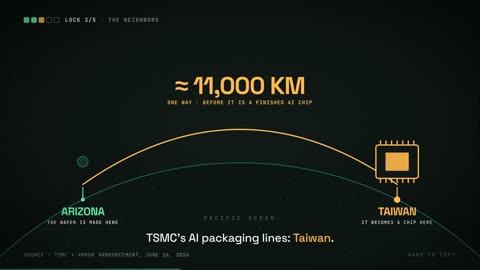 LOCK 3/5 · THE NEIGHBORS
≈ 11,000 KM
ONE WAY · BEFORE IT IS A FINISHED AI CHIP
ARIZONA
THE WAFER IS MADE HERE
TAIWAN
IT BECOMES A CHIP HERE
PACIFIC OCEAN
TSMC's AI packaging lines: Taiwan.
SOURCE · TSMC + AMKOR ANNOUNCEMENT, JUNE 16, 2026
HARD TO COPY